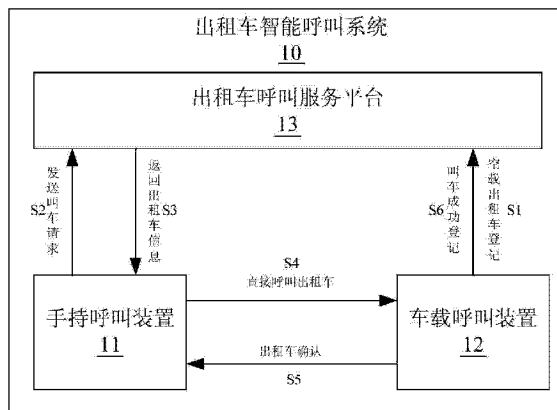 出租车智能呼叫系统
10
出租车呼叫服务平台
13
S2
发送叫车请求
返回出租车信息
S3
S6
叫车成功登记
空载出租车登记
S1
S4
直接呼叫出租车
手持呼叫装置
11
车载呼叫装置
12
出租车确认
S5